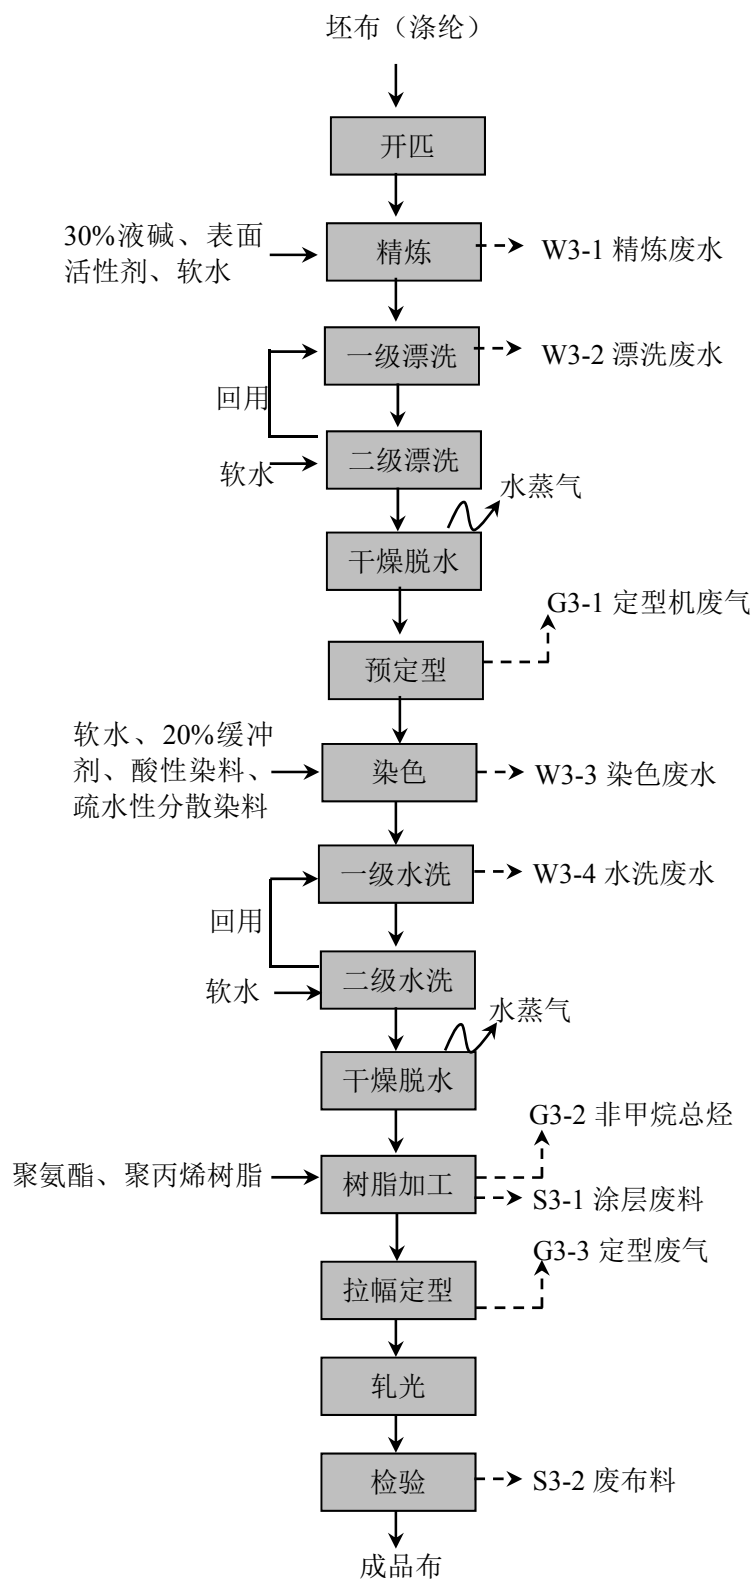 坯布（涤纶）
开匹
30%液碱、表面
活性剂、软水
精炼
W3-1 精炼废水
一级漂洗
W3-2 漂洗废水
回用
二级漂洗
软水
水蒸气
干燥脱水
G3-1 定型机废气
预定型
软水、20%缓冲
剂、酸性染料、
疏水性分散染料
染色
W3-3 染色废水
一级水洗
W3-4 水洗废水
回用
二级水洗
软水
水蒸气
干燥脱水
G3-2 非甲烷总烃
聚氨酯、聚丙烯树脂
树脂加工
S3-1 涂层废料
G3-3 定型废气
拉幅定型
轧光
检验
S3-2 废布料
成品布